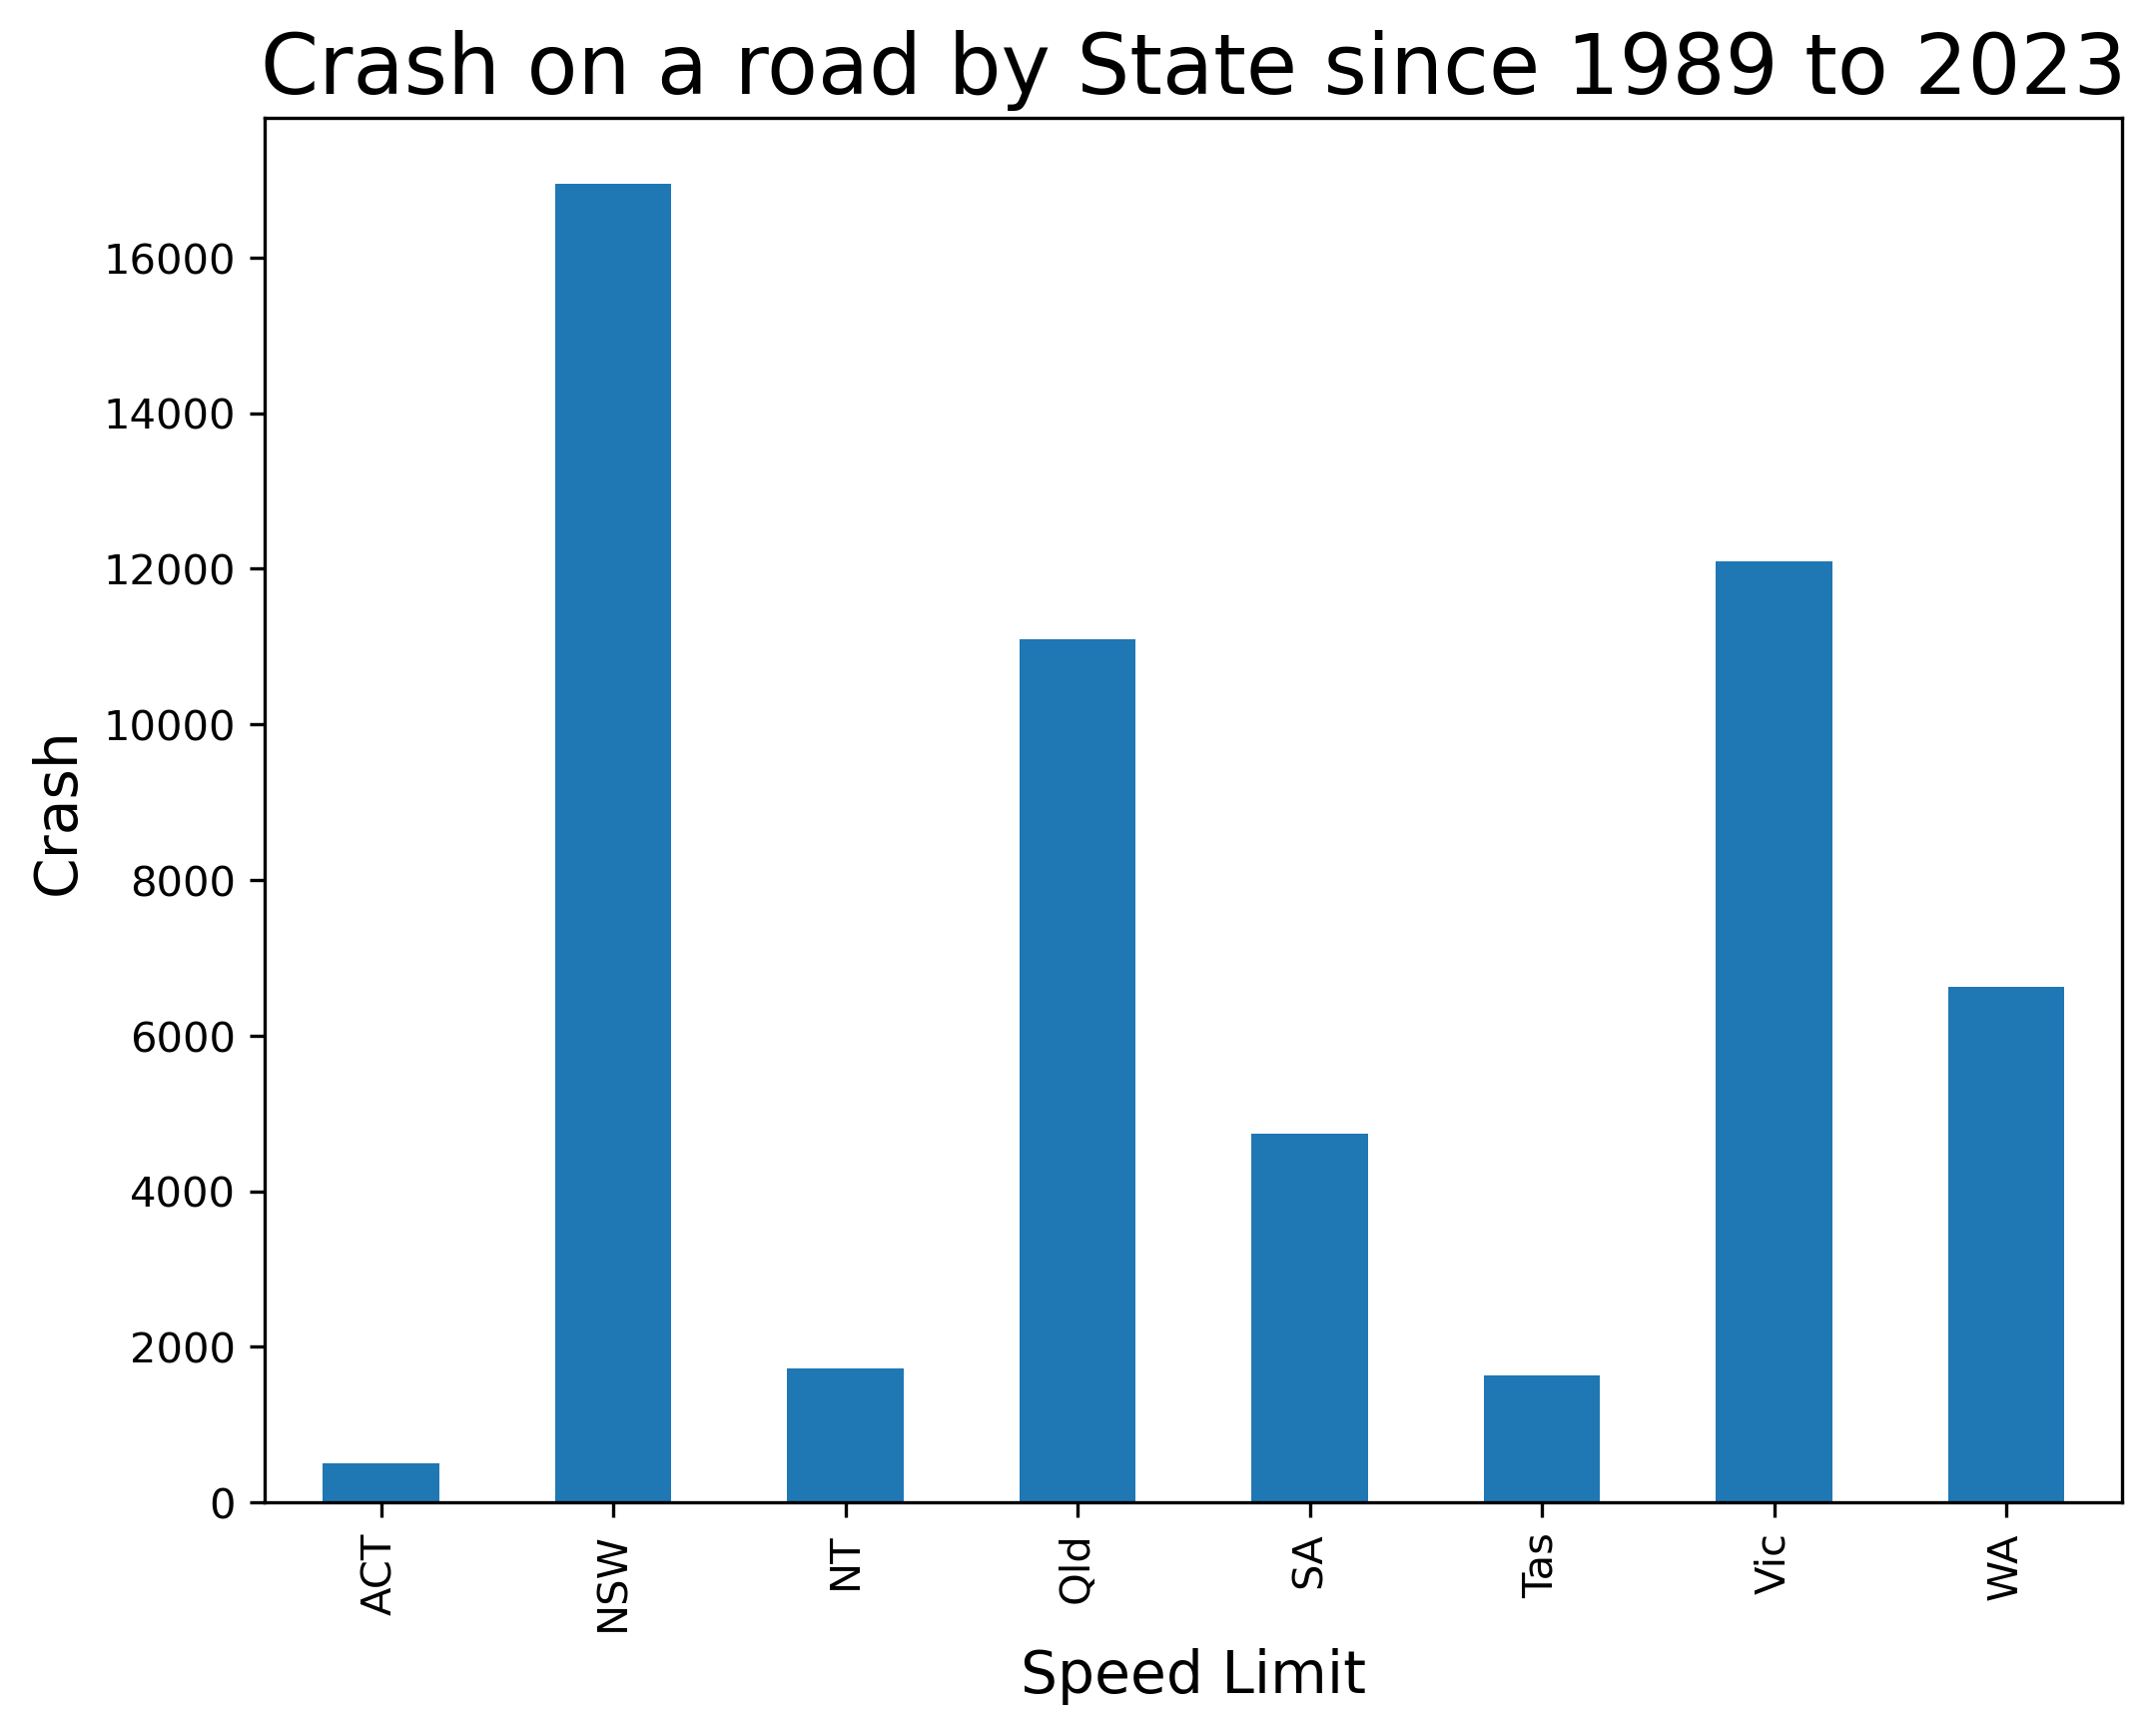 Crash on a road by State since 1989 to 2023
Crash
16000
14000
12000
10000
8000
6000
4000
2000
0
ACT
NSW
NT
Qld
SA
Tas
Vic
WA
Speed Limit